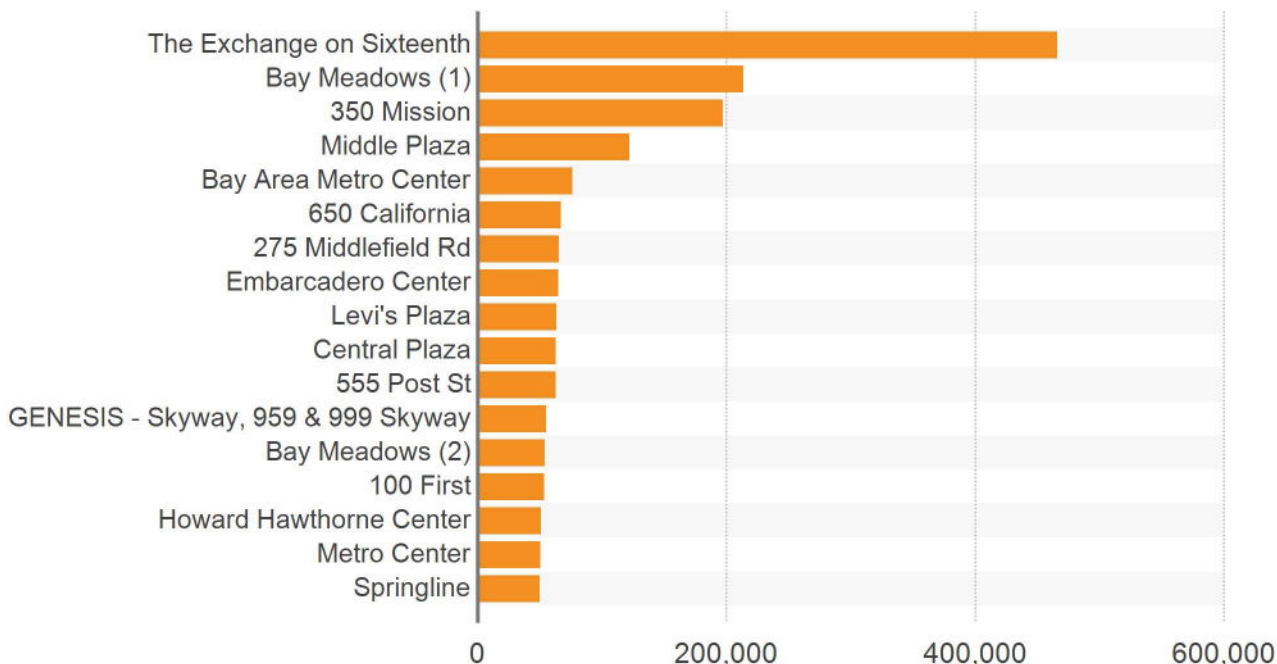 The Exchange on Sixteenth
Bay Meadows (1)
350 Mission
Middle Plaza
Bay Area Metro Center
650 California
275 Middlefield Rd
Embarcadero Center
Levi's Plaza
Central Plaza
555 Post St
GENESIS - Skyway, 959 & 999 Skyway
Bay Meadows (2)
100 First
Howard Hawthorne Center
Metro Center
Springline
0 200,000 400,000 600,000